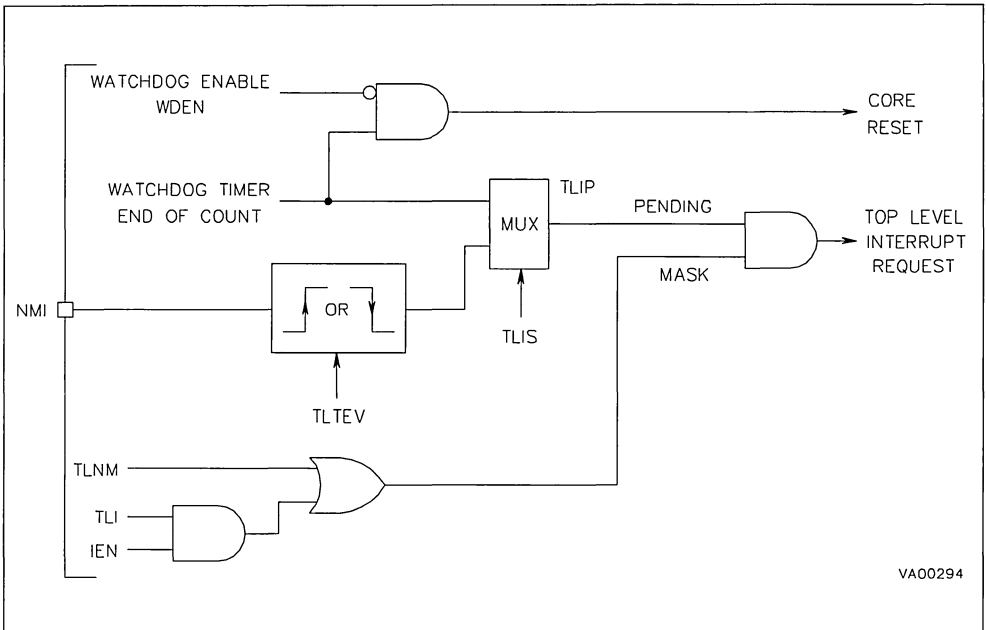 WATCHDOG ENABLE
WDEN
CORE
RESET
WATCHDOG TIMER
END OF COUNT
TLIP
MUX
PENDING
MASK
TOP LEVEL
INTERRUPT
REQUEST
NMI
OR
TLIS
TLTEV
TLNM
TLI
IEN
VA00294